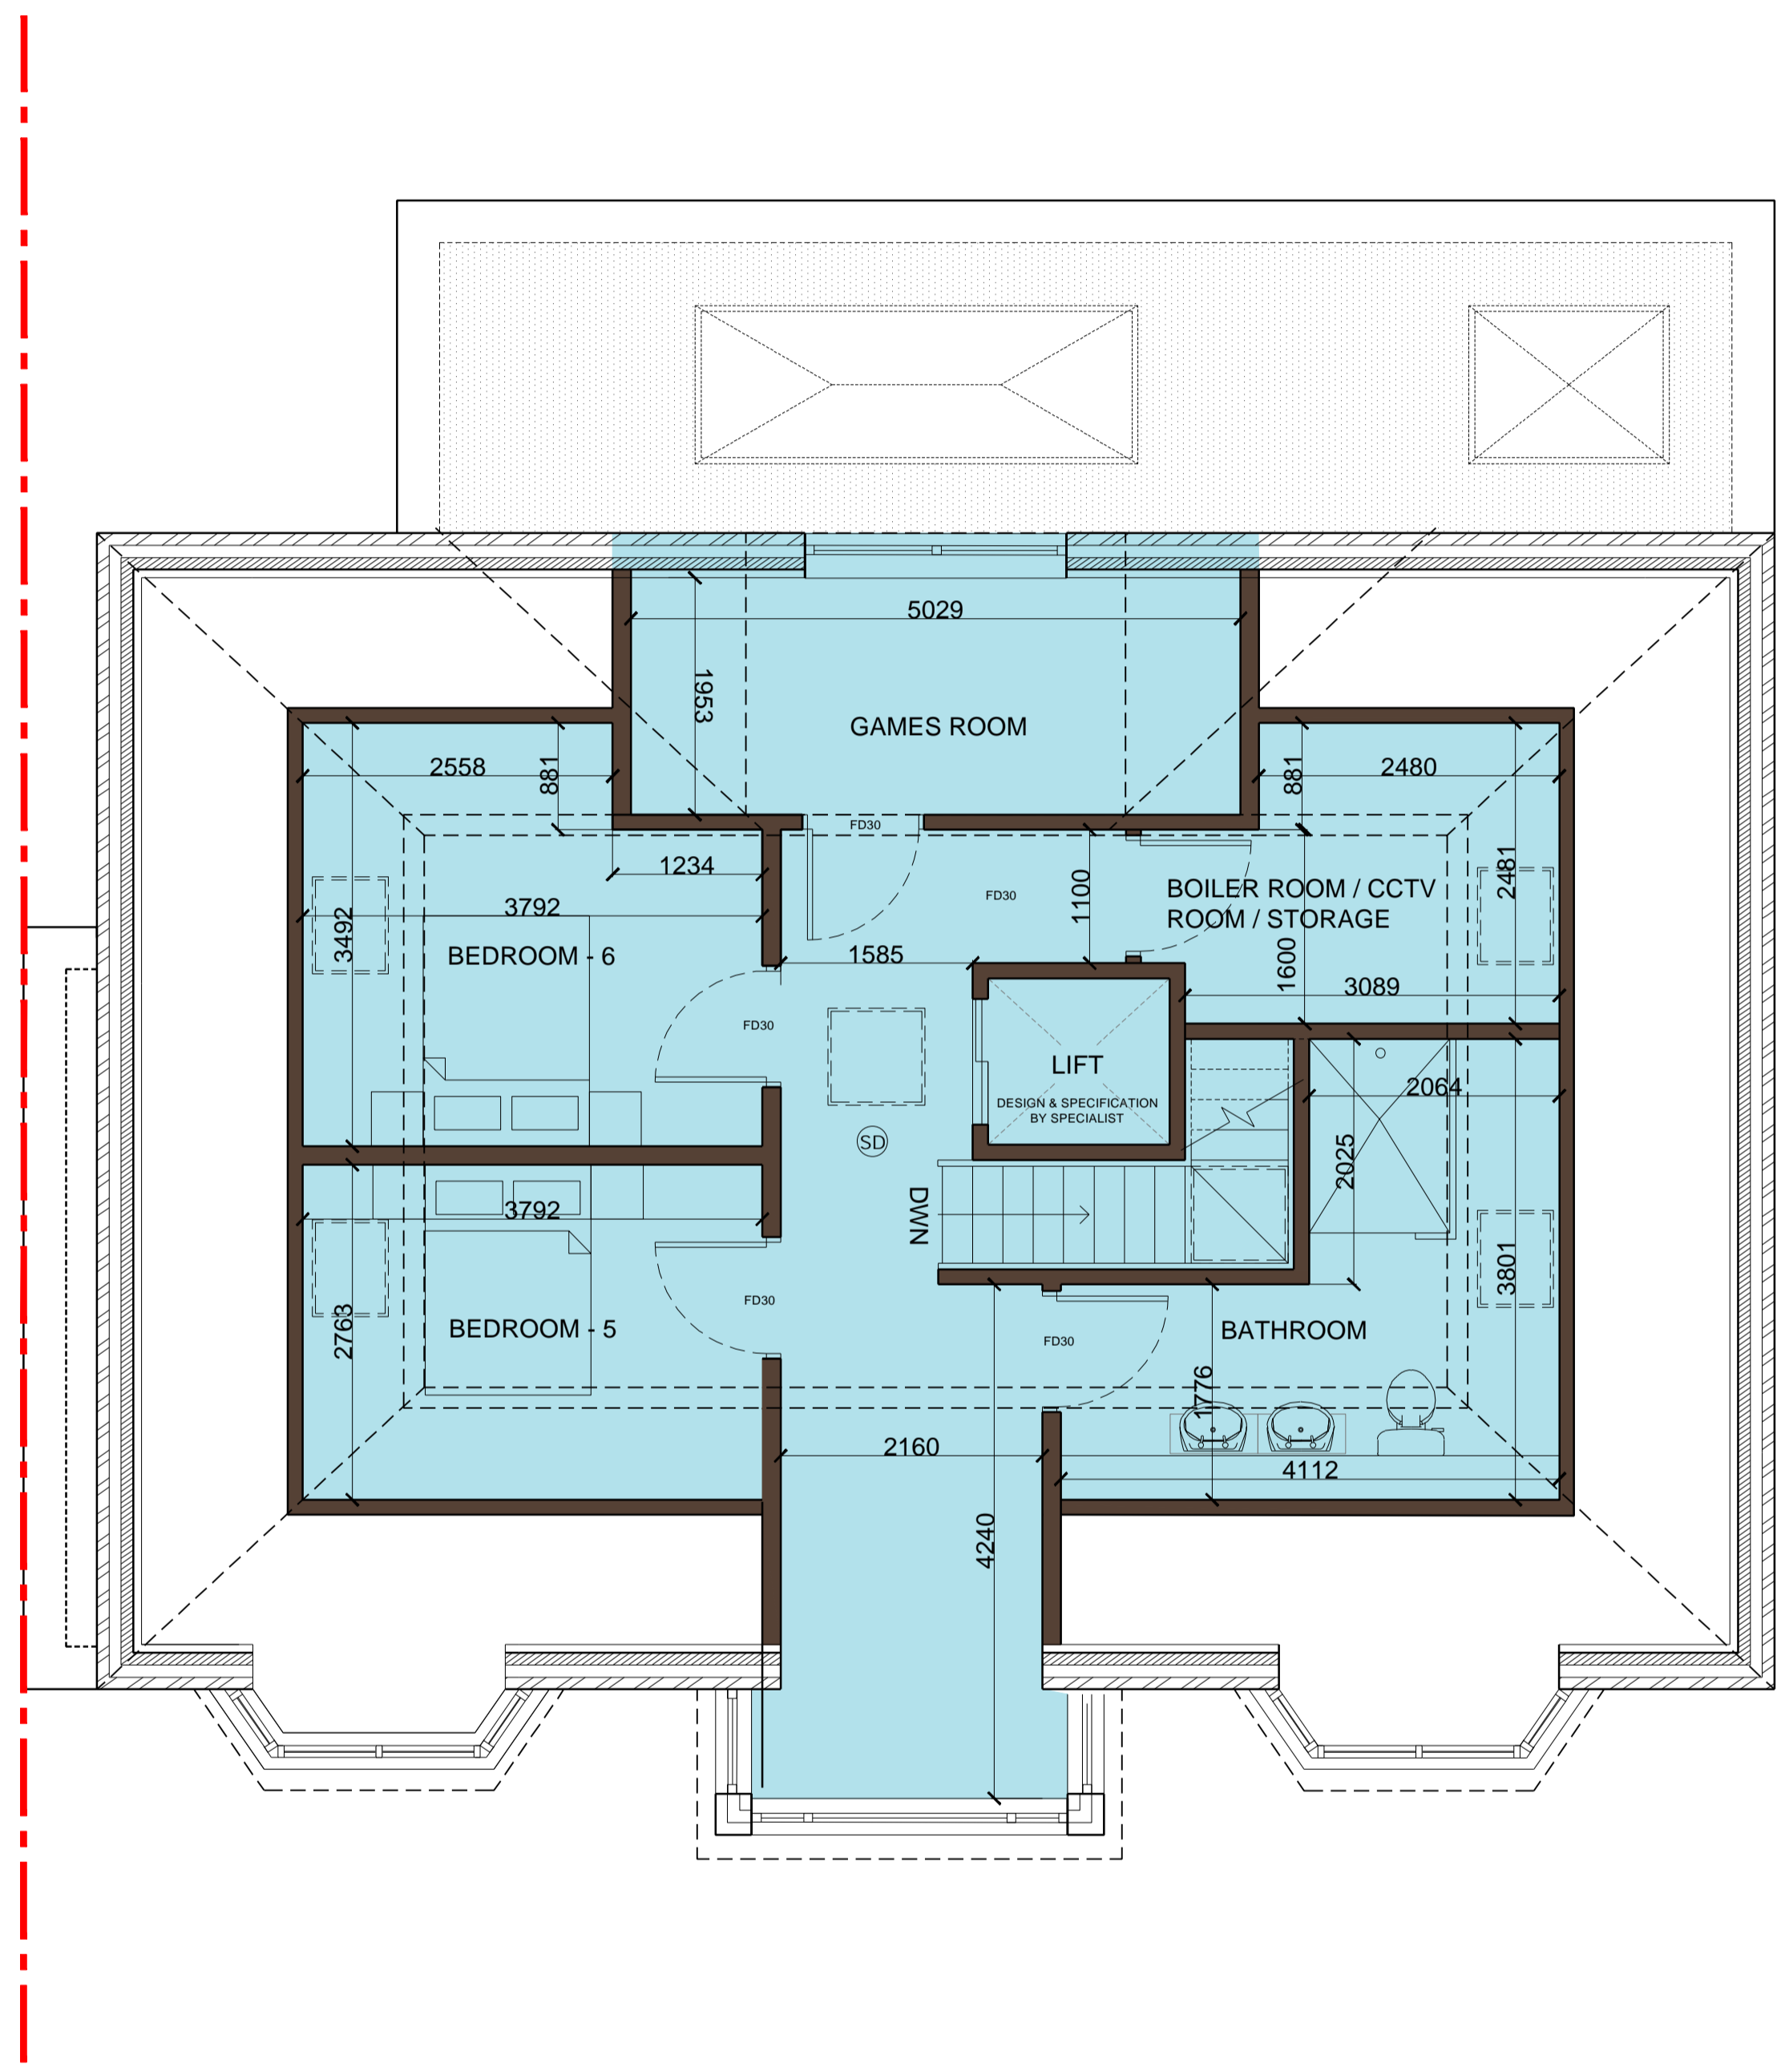 5029
1953
GAMES ROOM
2558
881
881
2480
FD30
1234
3792
3492
BEDROOM - 6
FD30
1100
BOILER ROOM / CCTV
ROOM / STORAGE
2481
1585
1600
3089
FD30
LIFT
DESIGN & SPECIFICATION
BY SPECIALIST
2064
SD
2025
DWN
3792
2763
BEDROOM - 5
FD30
3801
FD30
BATHROOM
1776
2160
4112
4240